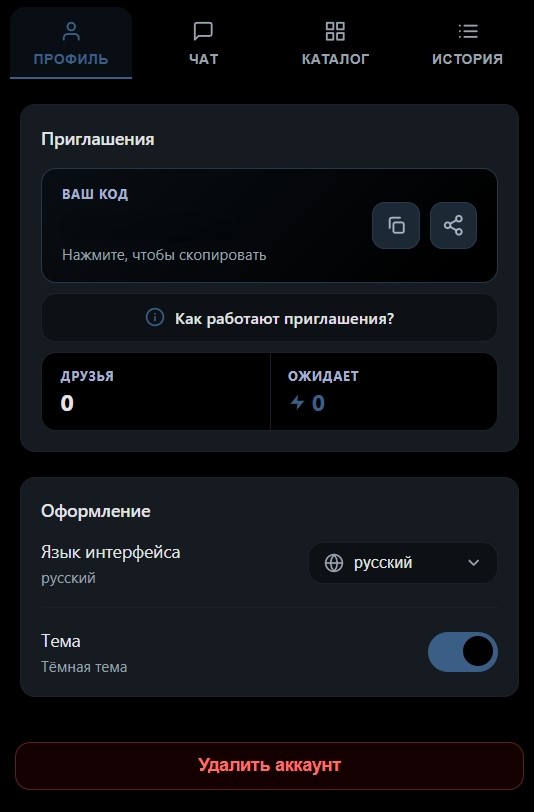 ПРОФИЛЬ ЧАТ КАТАЛОГ ИСТОРИЯ
Приглашения
ВАШ КОД
Нажмите, чтобы скопировать
Как работают приглашения?
ДРУЗЬЯ ОЖИДАЕТ
0 0
Оформление
Язык интерфейса
русский
русский
Тема
Тёмная тема
Удалить аккаунт